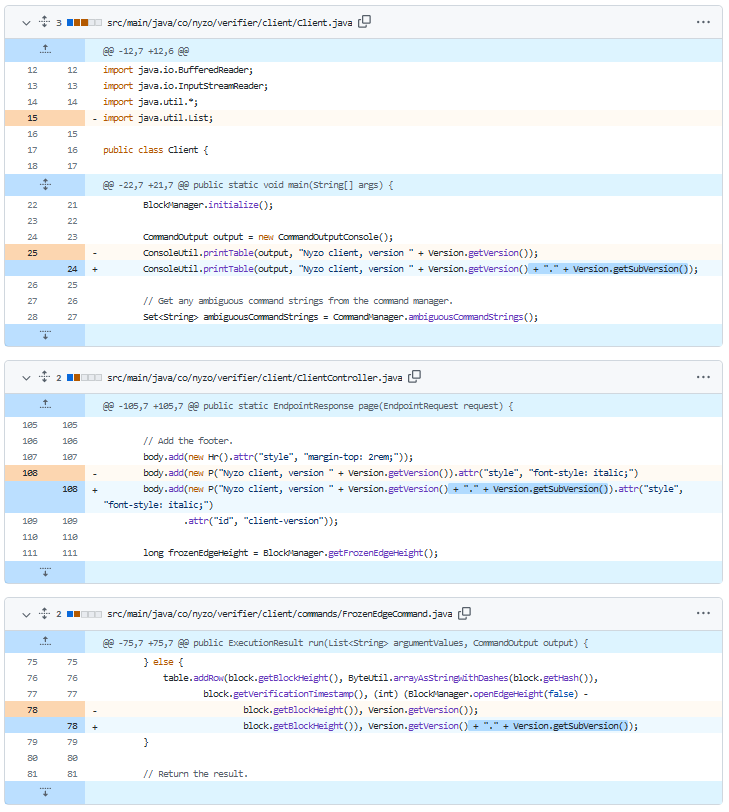 3 src/main/java/co/nyzo/verifier/client/Client.java
@@ -12,7 +12,6 @@
12 12 import java.io.BufferedReader;
13 13 import java.io.InputStreamReader;
14 14 import java.util.*;
15 - import java.util.List;
16 15
17 16 public class Client {
18 17
@@ -22,7 +21,7 @@ public static void main(String[] args) {
22 21 BlockManager.initialize();
23 22
24 23 CommandOutput output = new CommandOutputConsole();
25 - ConsoleUtil.printTable(output, "Nyzo client, version " + Version.getVersion());
24 + ConsoleUtil.printTable(output, "Nyzo client, version " + Version.getVersion() + "." + Version.getSubVersion());
26 25
27 26 // Get any ambiguous command strings from the command manager.
28 27 Set<String> ambiguousCommandStrings = CommandManager.ambiguousCommandStrings();
2 src/main/java/co/nyzo/verifier/client/ClientController.java
@@ -105,7 +105,7 @@ public static EndpointResponse page(EndpointRequest request) {
105 105
106 106 // Add the footer.
107 107 body.add(new Hr().attr("style", "margin-top: 2rem;"));
108 - body.add(new P("Nyzo client, version " + Version.getVersion()).attr("style", "font-style: italic;")
108 + body.add(new P("Nyzo client, version " + Version.getVersion() + "." + Version.getSubVersion()).attr("style",
"font-style: italic;")
109 109 .attr("id", "client-version"));
110 110
111 111 long frozenEdgeHeight = BlockManager.getFrozenEdgeHeight();
2 src/main/java/co/nyzo/verifier/client/commands/FrozenEdgeCommand.java
@@ -75,7 +75,7 @@ public ExecutionResult run(List<String> argumentValues, CommandOutput output) {
75 75 } else {
76 76 table.addRow(block.getBlockHeight(), ByteUtil.arrayAsStringWithDashes(block.getHash()),
77 77 block.getVerificationTimestamp(), (int) (BlockManager.openEdgeHeight(false) -
78 - block.getBlockHeight()), Version.getVersion());
78 + block.getBlockHeight()), Version.getVersion() + "." + Version.getSubVersion());
79 79 }
80 80
81 81 // Return the result.